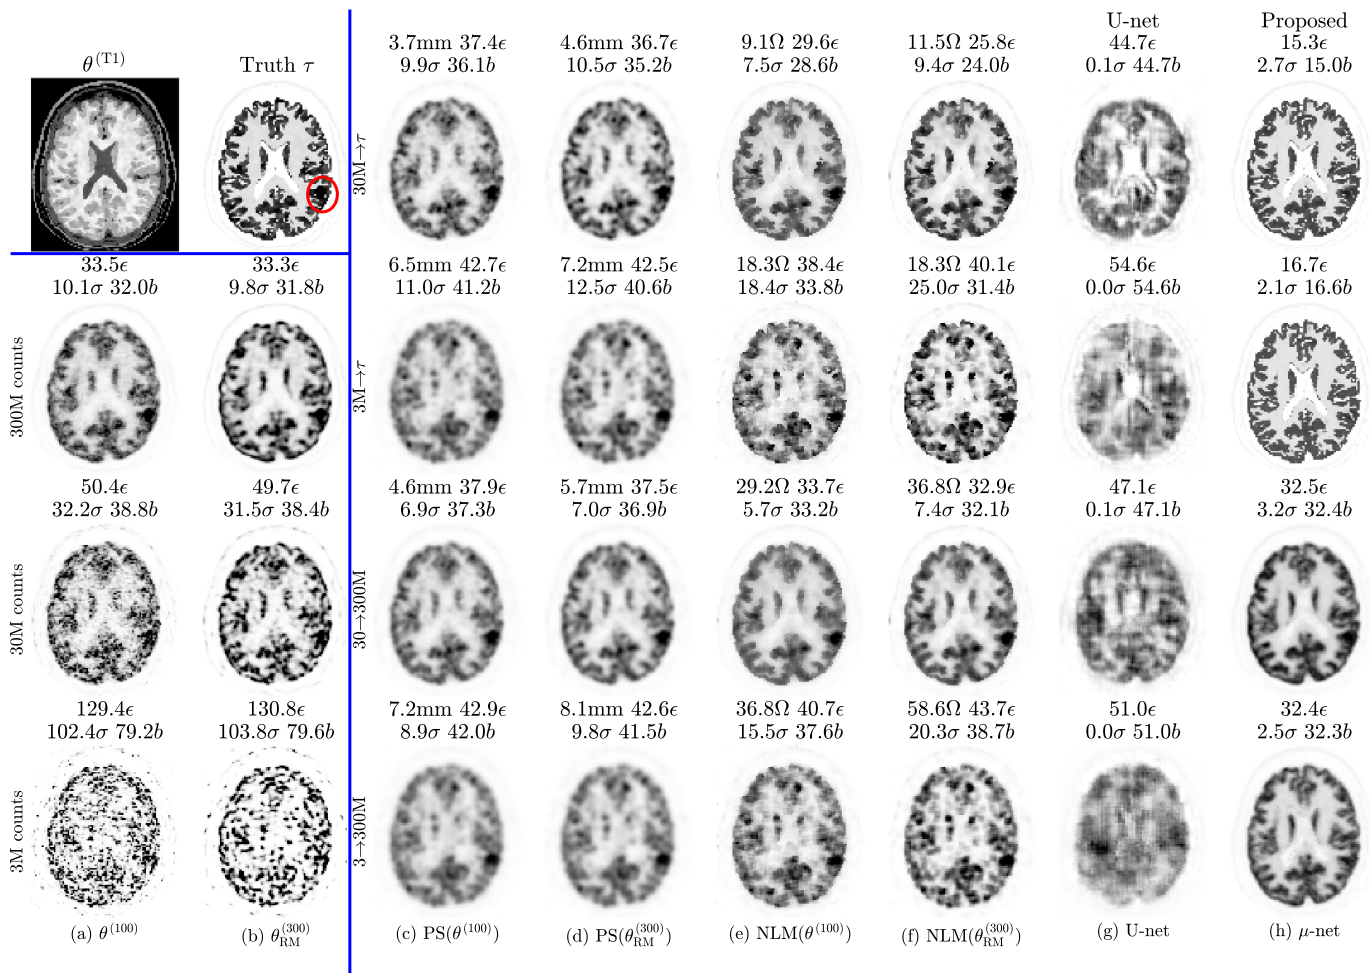 U-net Proposed
3.7mm 37.4ϵ 4.6mm 36.7ϵ 9.1Ω 29.6ϵ 11.5Ω 25.8ϵ 44.7ϵ 15.3ϵ
θ(T1) Truth τ 9.9σ 36.1b 10.5σ 35.2b 7.5σ 28.6b 9.4σ 24.0b 0.1σ 44.7b 2.7σ 15.0b
30M→τ
33.5ϵ 33.3ϵ 6.5mm 42.7ϵ 7.2mm 42.5ϵ 18.3Ω 38.4ϵ 18.3Ω 40.1ϵ 54.6ϵ 16.7ϵ
10.1σ 32.0b 9.8σ 31.8b 11.0σ 41.2b 12.5σ 40.6b 18.4σ 33.8b 25.0σ 31.4b 0.0σ 54.6b 2.1σ 16.6b
300M counts 3M→τ
50.4ϵ 49.7ϵ 4.6mm 37.9ϵ 5.7mm 37.5ϵ 29.2Ω 33.7ϵ 36.8Ω 32.9ϵ 47.1ϵ 32.5ϵ
32.2σ 38.8b 31.5σ 38.4b 6.9σ 37.3b 7.0σ 36.9b 5.7σ 33.2b 7.4σ 32.1b 0.1σ 47.1b 3.2σ 32.4b
30M counts 30→300M
129.4ϵ 130.8ϵ 7.2mm 42.9ϵ 8.1mm 42.6ϵ 36.8Ω 40.7ϵ 58.6Ω 43.7ϵ 51.0ϵ 32.4ϵ
102.4σ 79.2b 103.8σ 79.6b 8.9σ 42.0b 9.8σ 41.5b 15.5σ 37.6b 20.3σ 38.7b 0.0σ 51.0b 2.5σ 32.3b
3M counts 3→300M
(a) θ(100) (b) θRM(300) (c) PS(θ(100)) (d) PS(θRM(300)) (e) NLM(θ(100)) (f) NLM(θRM(300)) (g) U-net (h) μ-net